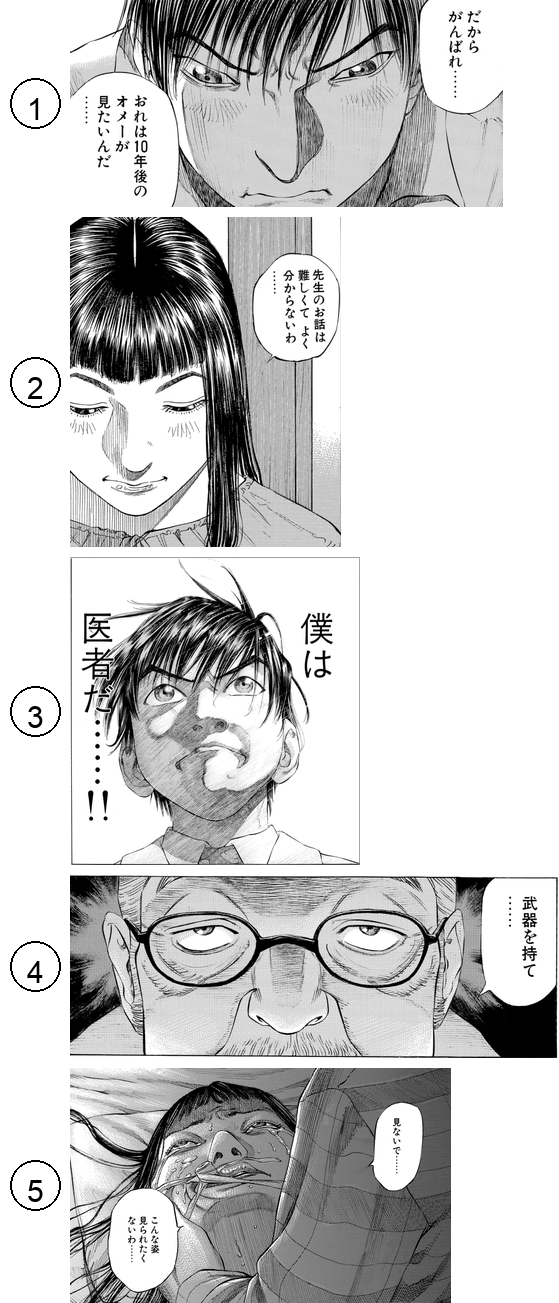 1
だから
がんばれ……
おれは10年後の
オメーが
見たいんだ
……
2
先生のお話は
難しくて よく
分からないわ
……
3
僕は
医者だ……!!
4
武器を持て
……
5
見ないで……
こんな姿
見られたく
ないわ……